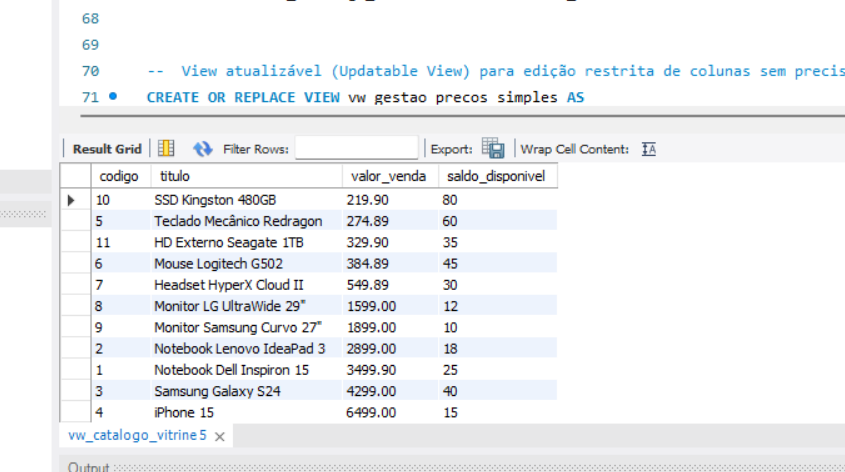 68
69
70 -- View atualizável (Updatable View) para edição restrita de colunas sem precis
71 CREATE OR REPLACE VIEW vw_gestao_precos_simples AS
Result Grid Filter Rows: Export: Wrap Cell Content:
codigo titulo valor_venda saldo_disponivel
10 SSD Kingston 480GB 219.90 80
5 Teclado Mecânico Redragon 274.89 60
11 HD Externo Seagate 1TB 329.90 35
6 Mouse Logitech G502 384.89 45
7 Headset HyperX Cloud II 549.89 30
8 Monitor LG UltraWide 29" 1599.00 12
9 Monitor Samsung Curvo 27" 1899.00 10
2 Notebook Lenovo IdeaPad 3 2899.00 18
1 Notebook Dell Inspiron 15 3499.90 25
3 Samsung Galaxy S24 4299.00 40
4 iPhone 15 6499.00 15
vw_catalogo_vitrine 5
Output